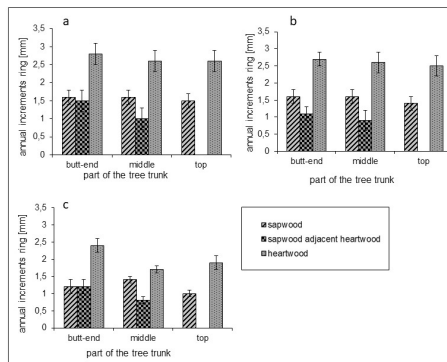 a
annual increments ring [mm]
3,5
3
2,5
2
1,5
1
0,5
0
butt-end middle top
part of the tree trunk
b
annual increments ring [mm]
3,5
3
2,5
2
1,5
1
0,5
0
butt-end middle top
part of the tree trunk
c
annual increments ring [mm]
3,5
3
2,5
2
1,5
1
0,5
0
butt-end middle top
part of the tree trunk
sapwood
sapwood adjacent heartwood
heartwood